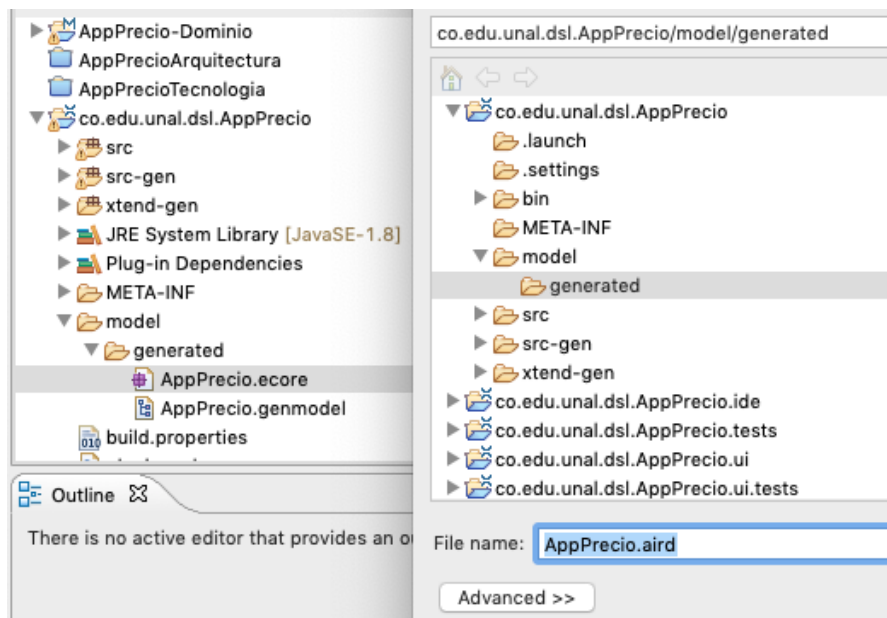 AppPrecio-Dominio
AppPrecioArquitectura
AppPrecioTecnologia
co.edu.unal.dsl.AppPrecio
src
src-gen
xtend-gen
JRE System Library [JavaSE-1.8]
Plug-in Dependencies
META-INF
model
generated
AppPrecio.ecore
AppPrecio.genmodel
build.properties
Outline
There is no active editor that provides an
co.edu.unal.dsl.AppPrecio/model/generated
co.edu.unal.dsl.AppPrecio
.launch
.settings
bin
META-INF
model
generated
src
src-gen
xtend-gen
co.edu.unal.dsl.AppPrecio.ide
co.edu.unal.dsl.AppPrecio.tests
co.edu.unal.dsl.AppPrecio.ui
co.edu.unal.dsl.AppPrecio.ui.tests
File name: AppPrecio.aird
Advanced >>